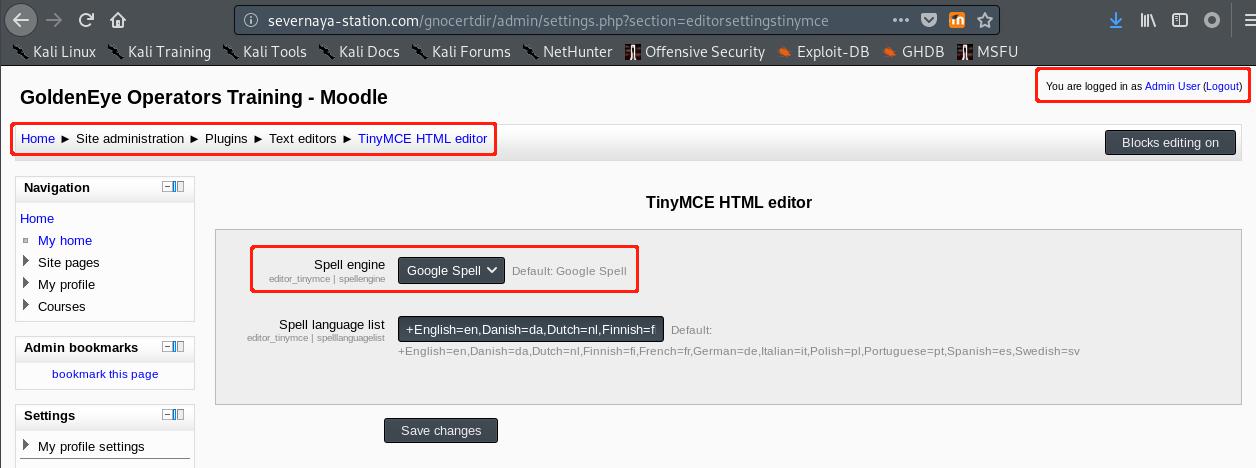 severnaya-station.com/gnocertdir/admin/settings.php?section=editorsettingstinymce
Kali Linux Kali Training Kali Tools Kali Docs Kali Forums NetHunter Offensive Security Exploit-DB GHDB MSFU
You are logged in as Admin User (Logout)
GoldenEye Operators Training - Moodle
Home ► Site administration ► Plugins ► Text editors ► TinyMCE HTML editor
Blocks editing on
Navigation
Home
My home
Site pages
My profile
Courses
Admin bookmarks
bookmark this page
Settings
My profile settings
TinyMCE HTML editor
Spell engine
editor_tinymce | spellengine
Google Spell Default: Google Spell
Spell language list
editor_tinymce | spelllanguagelist
+English=en,Danish=da,Dutch=nl,Finnish=f Default:
+English=en,Danish=da,Dutch=nl,Finnish=fi,French=fr,German=de,Italian=it,Polish=pl,Portuguese=pt,Spanish=es,Swedish=sv
Save changes